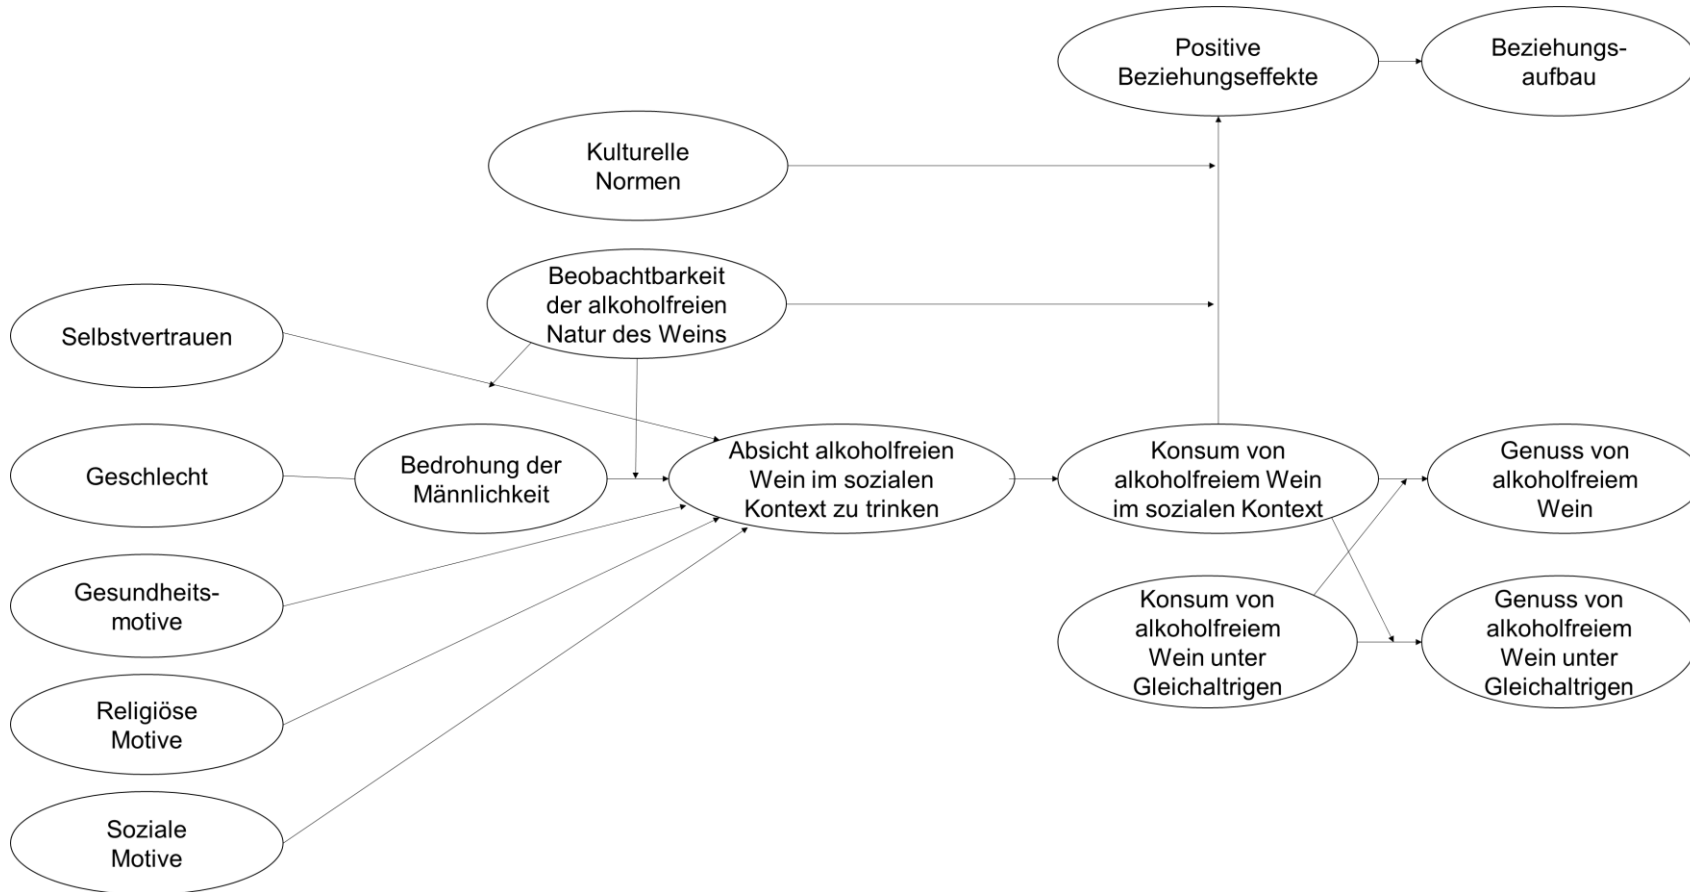 Positive
Beziehungseffekte
Beziehungs-
aufbau
Kulturelle
Normen
Beobachtbarkeit
der alkoholfreien
Natur des Weins
Selbstvertrauen
Geschlecht
Bedrohung der
Männlichkeit
Absicht alkoholfreien
Wein im sozialen
Kontext zu trinken
Konsum von
alkoholfreiem Wein
im sozialen Kontext
Genuss von
alkoholfreiem
Wein
Gesundheits-
motive
Konsum von
alkoholfreiem
Wein unter
Gleichaltrigen
Genuss von
alkoholfreiem
Wein unter
Gleichaltrigen
Religiöse
Motive
Soziale
Motive